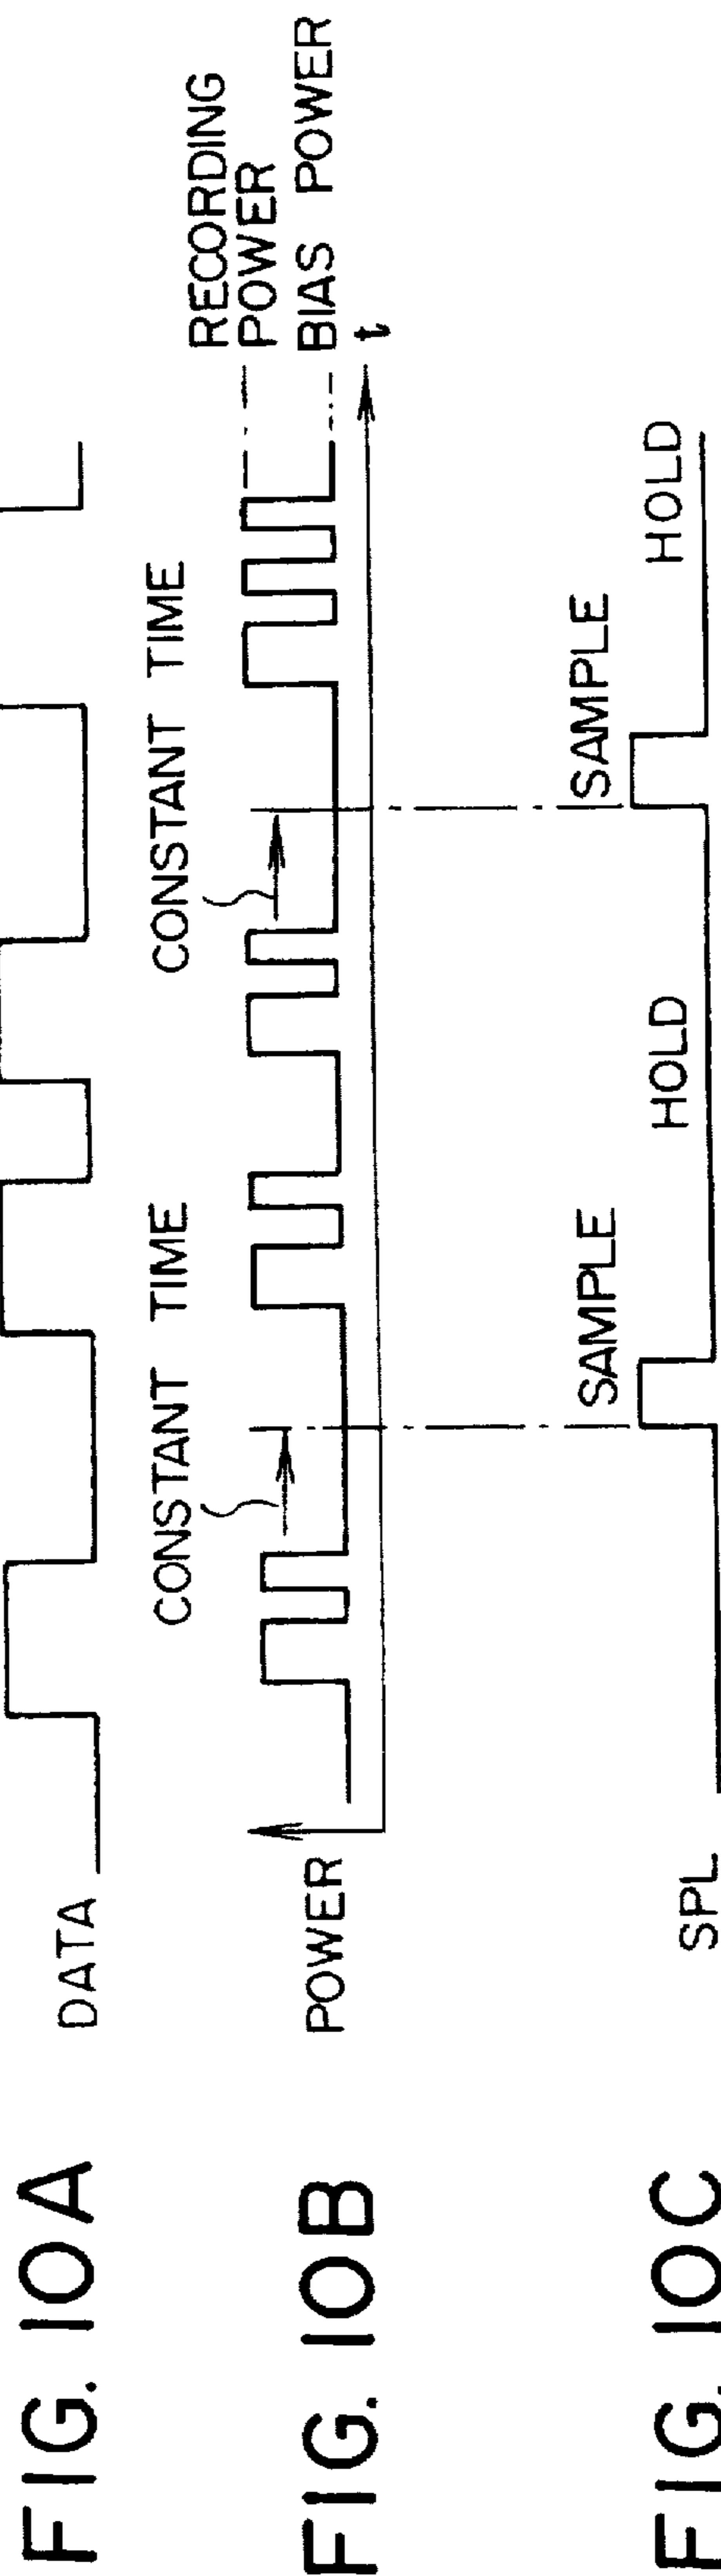 FIG. 10A
DATA
FIG. 10B
POWER
CONSTANT TIME
CONSTANT TIME
RECORDING
POWER
BIAS POWER
t
FIG. 10C
SPL
SAMPLE
HOLD
SAMPLE
HOLD